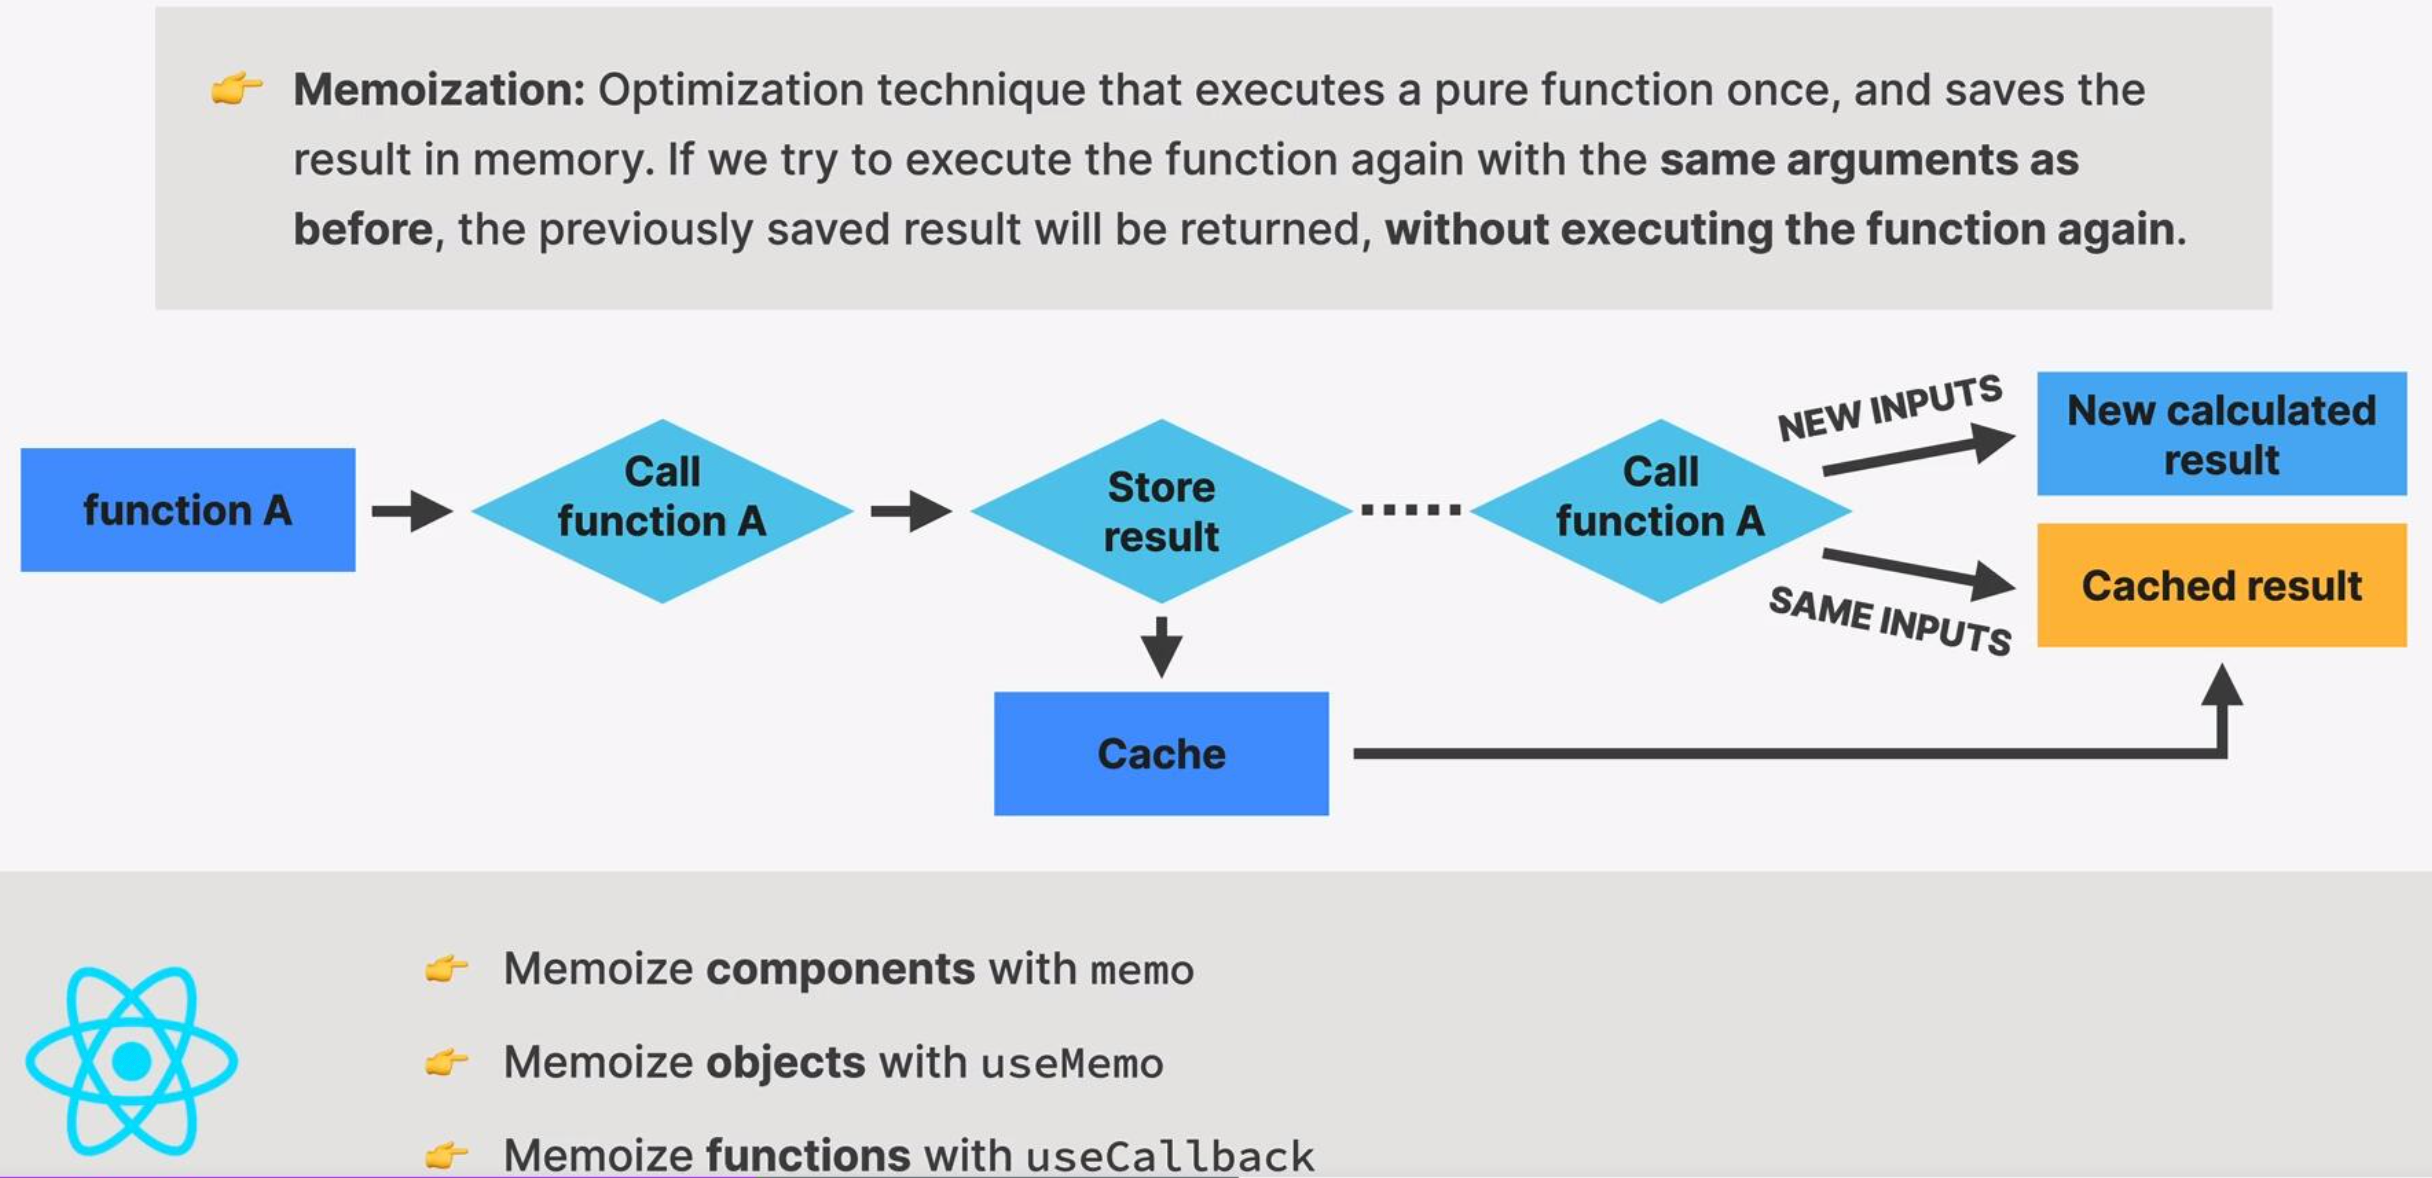 👉 Memoization: Optimization technique that executes a pure function once, and saves the
result in memory. If we try to execute the function again with the same arguments as
before, the previously saved result will be returned, without executing the function again.
function A
Call
function A
Store
result
Call
function A
NEW INPUTS
New calculated
result
SAME INPUTS
Cached result
Cache
👉 Memoize components with memo
👉 Memoize objects with useMemo
👉 Memoize functions with useCallback